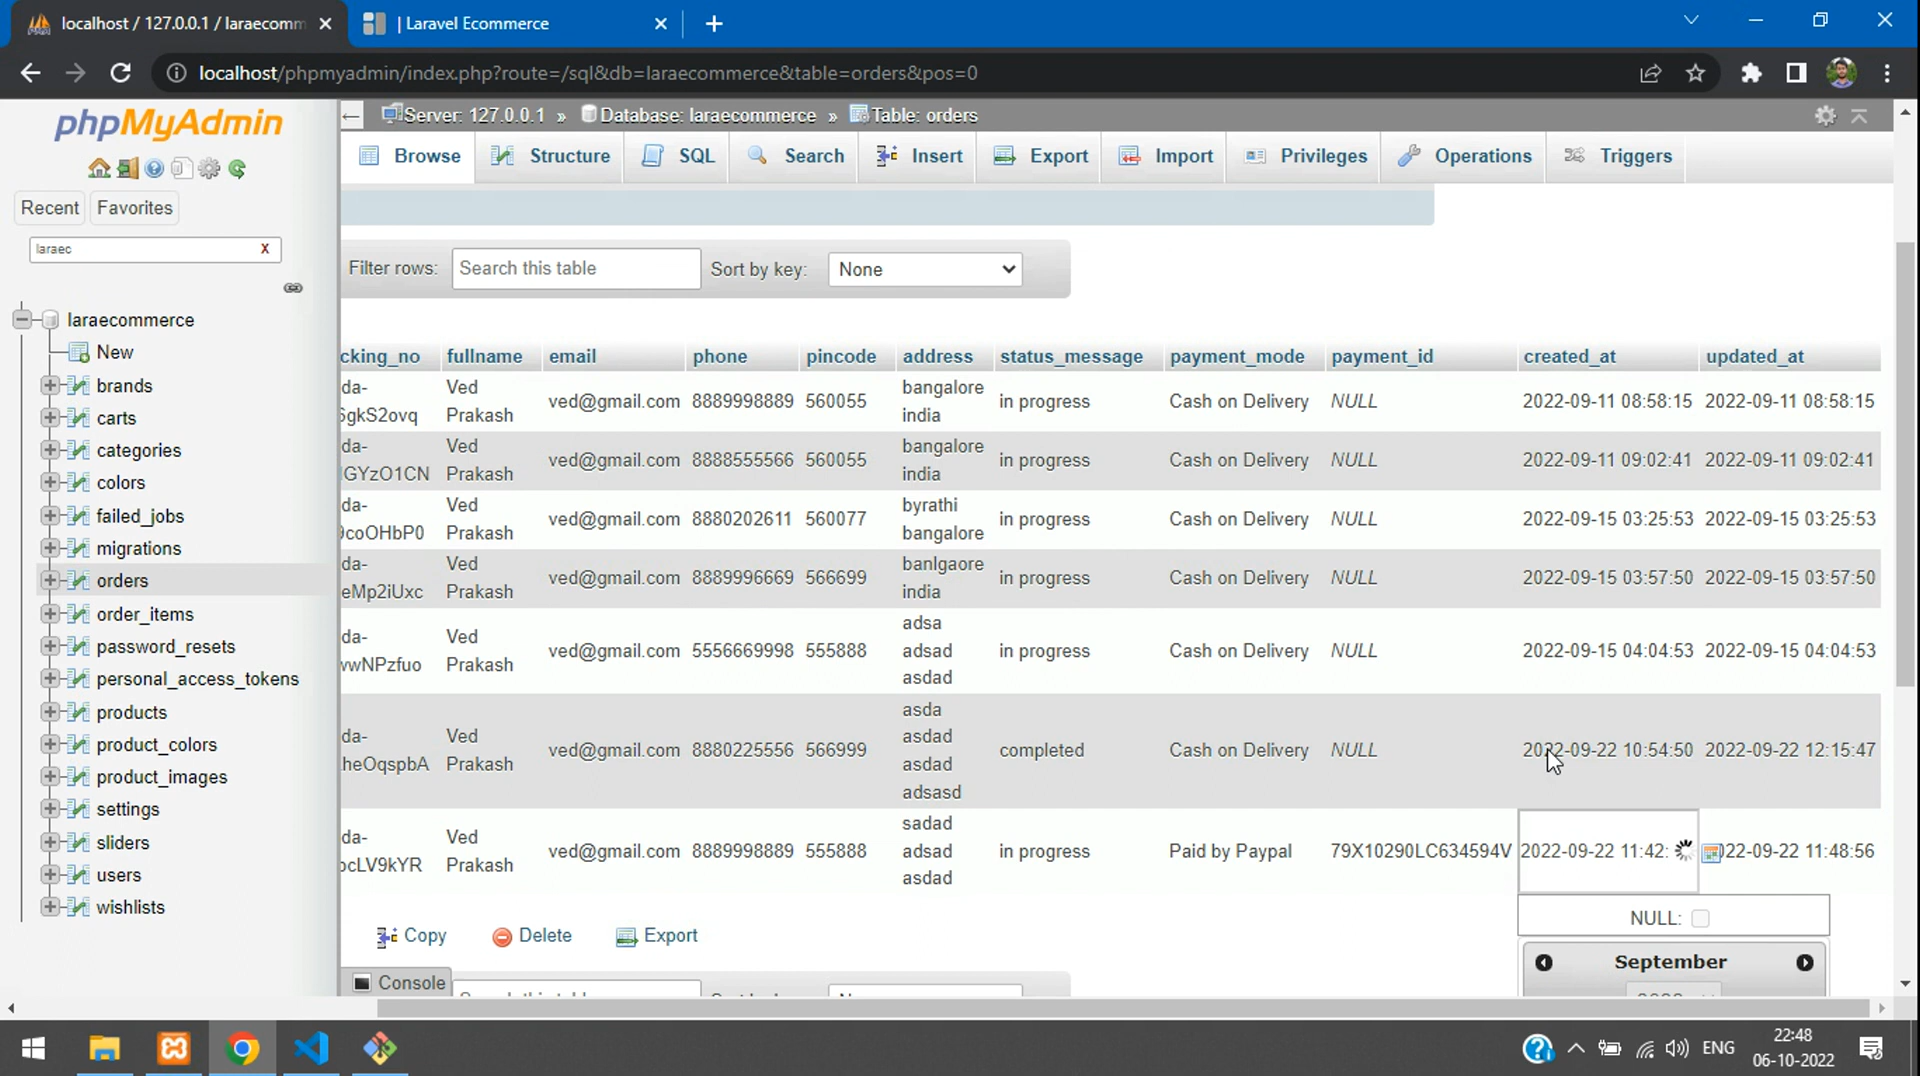 localhost / 127.0.0.1 / laraecomm
| Laravel Ecommerce
localhost/phpmyadmin/index.php?route=/sql&db=laraecommerce&table=orders&pos=0
phpMyAdmin
Server: 127.0.0.1 » Database: laraecommerce » Table: orders
Browse Structure SQL Search Insert Export Import Privileges Operations Triggers
Recent Favorites
laraec X
Filter rows: Search this table Sort by key: None
laraecommerce
New
brands
carts
categories
colors
failed_jobs
migrations
orders
order_items
password_resets
personal_access_tokens
products
product_colors
product_images
settings
sliders
users
wishlists
cking_no fullname email phone pincode address status_message payment_mode payment_id created_at updated_at
da- Ved bangalore
6gkS2ovq Prakash ved@gmail.com 8889998889 560055 india in progress Cash on Delivery NULL 2022-09-11 08:58:15 2022-09-11 08:58:15
da- Ved bangalore
GYzO1CN Prakash ved@gmail.com 8888555566 560055 india in progress Cash on Delivery NULL 2022-09-11 09:02:41 2022-09-11 09:02:41
da- Ved byrathi
9coOHbP0 Prakash ved@gmail.com 8880202611 560077 bangalore in progress Cash on Delivery NULL 2022-09-15 03:25:53 2022-09-15 03:25:53
da- Ved banlgaore
eMp2iUxc Prakash ved@gmail.com 8889996669 566699 india in progress Cash on Delivery NULL 2022-09-15 03:57:50 2022-09-15 03:57:50
adsa
da- Ved adsad
wNPzfuo Prakash ved@gmail.com 5556669998 555888 asdad in progress Cash on Delivery NULL 2022-09-15 04:04:53 2022-09-15 04:04:53
asda
da- Ved asdad
heOqspbA Prakash ved@gmail.com 8880225556 566999 asdad completed Cash on Delivery NULL 2022-09-22 10:54:50 2022-09-22 12:15:47
adsasd
sadad
da- Ved adsad
cLV9kYR Prakash ved@gmail.com 8889998889 555888 asdad in progress Paid by Paypal 79X10290LC634594V 2022-09-22 11:42: 022-09-22 11:48:56
NULL:
September
Copy Delete Export
Console
ENG
22:48
06-10-2022